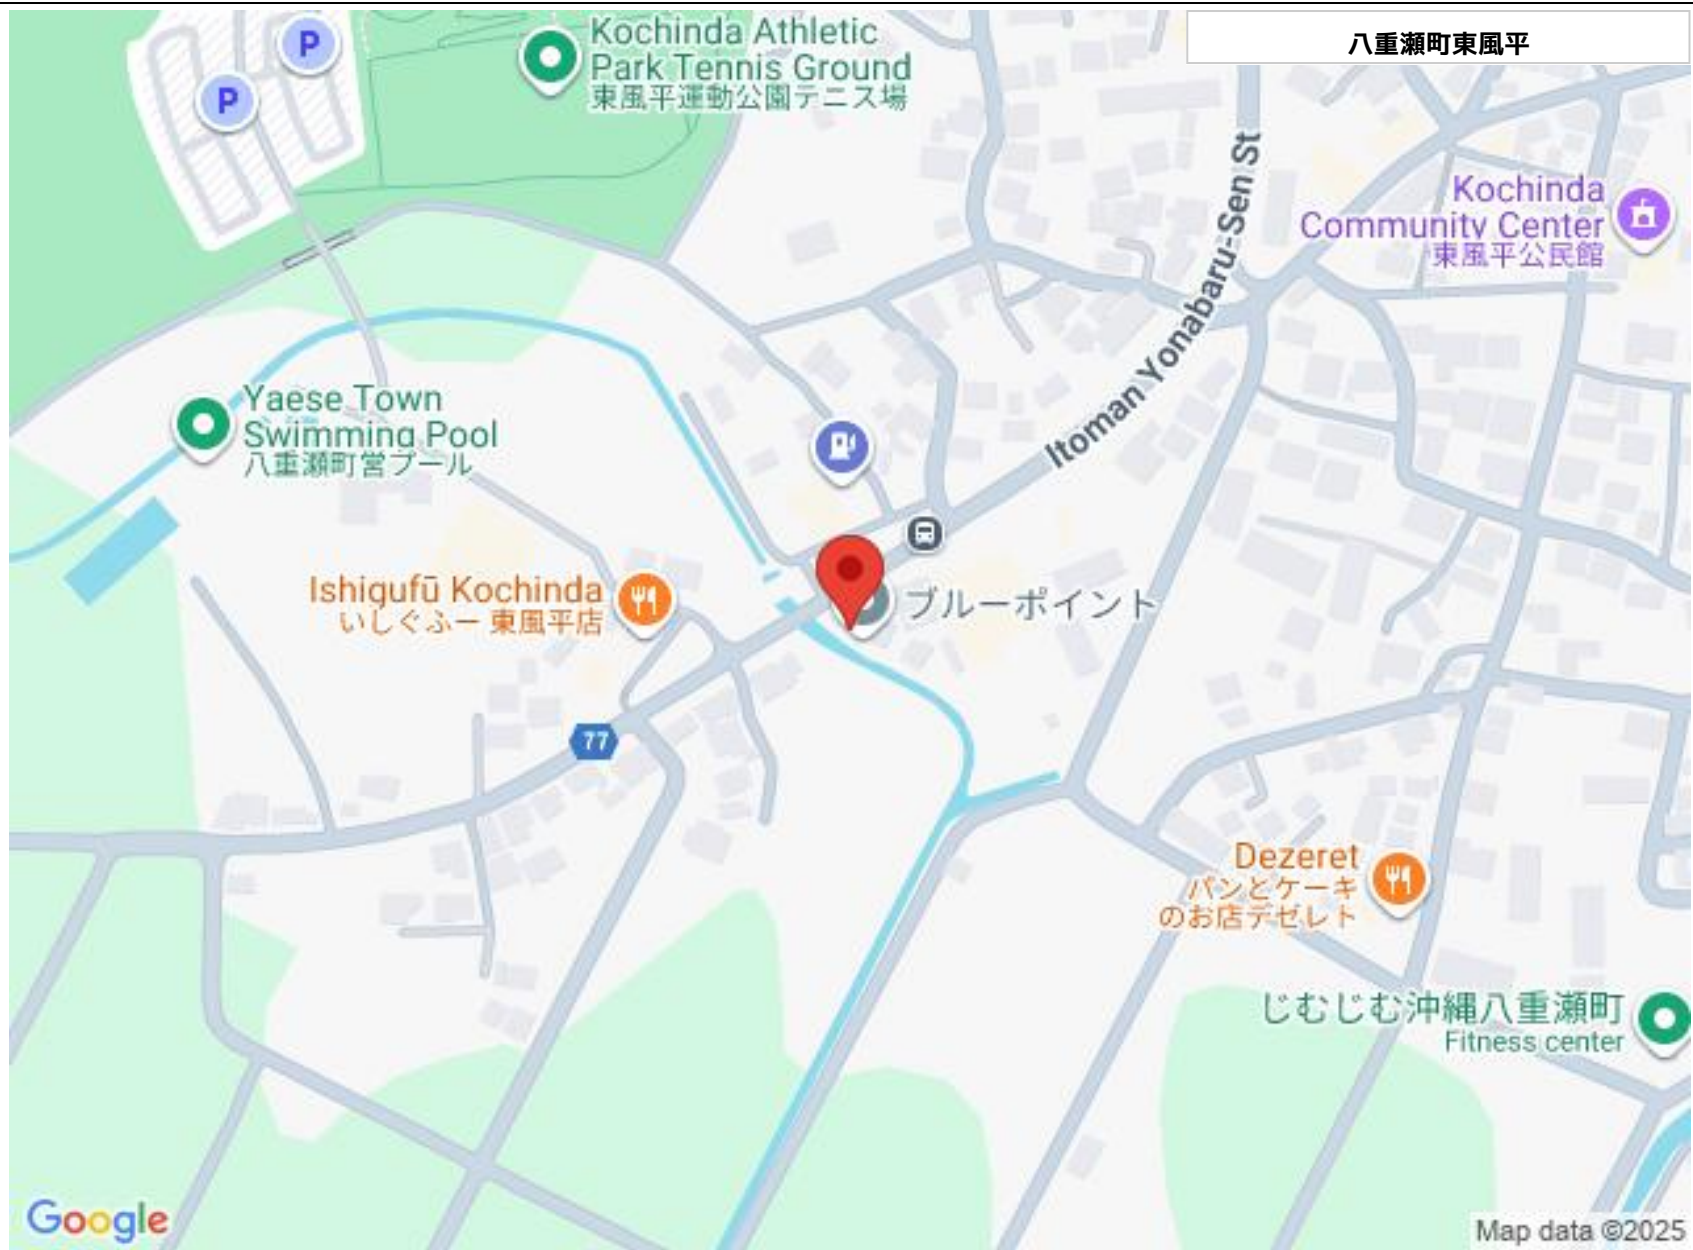 八重瀬町東風平
P
P
Kochinda Athletic
Park Tennis Ground
東風平運動公園テニス場
Itoman Yonabaru-Sen St
Kochinda
Community Center
東風平公民館
Yaese Town
Swimming Pool
八重瀬町営プール
Ishigufū Kochinda
いしぐふー 東風平店
ブルーポイント
77
Dezeret
パンとケーキ
のお店デゼレト
じむじむ沖縄八重瀬町
Fitness center
Google
Map data ©2025